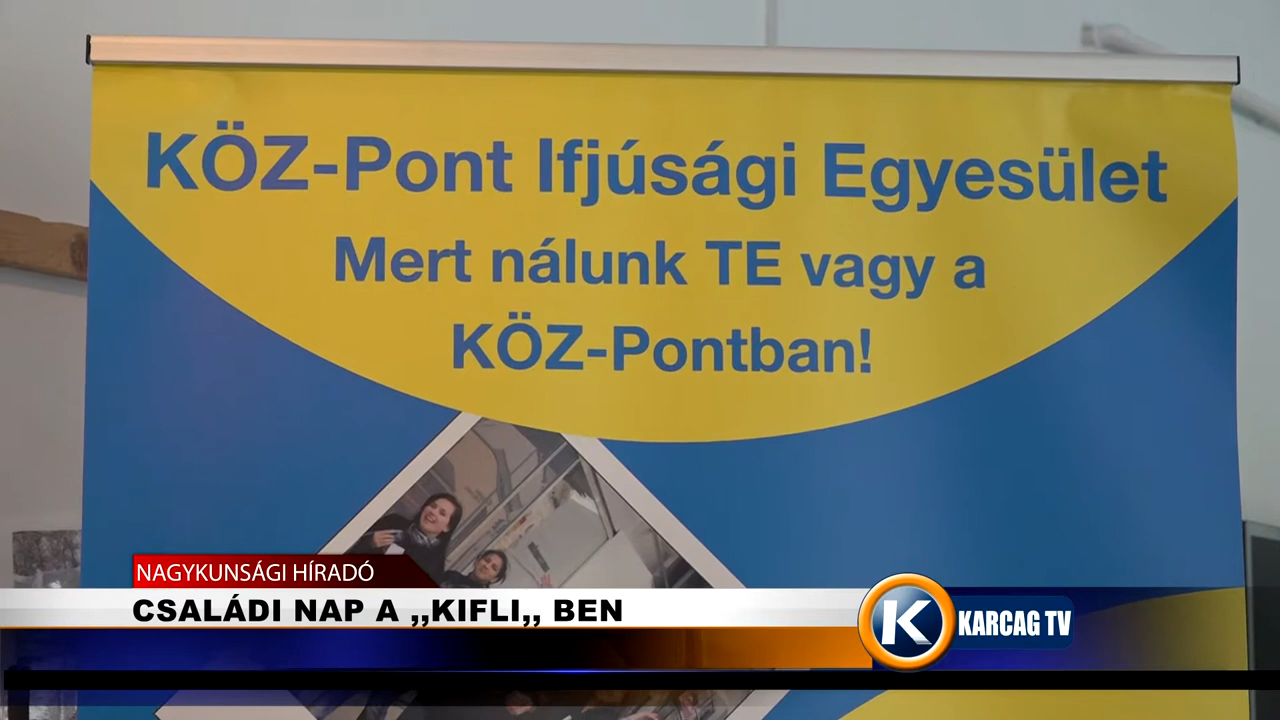 KÖZ-Pont Ifjúsági Egyesület
Mert nálunk TE vagy a
KÖZ-Pontban!
NAGYKUNSÁGI HÍRADÓ
CSALÁDI NAP A ,,KIFLI,, BEN
K KARCAG TV